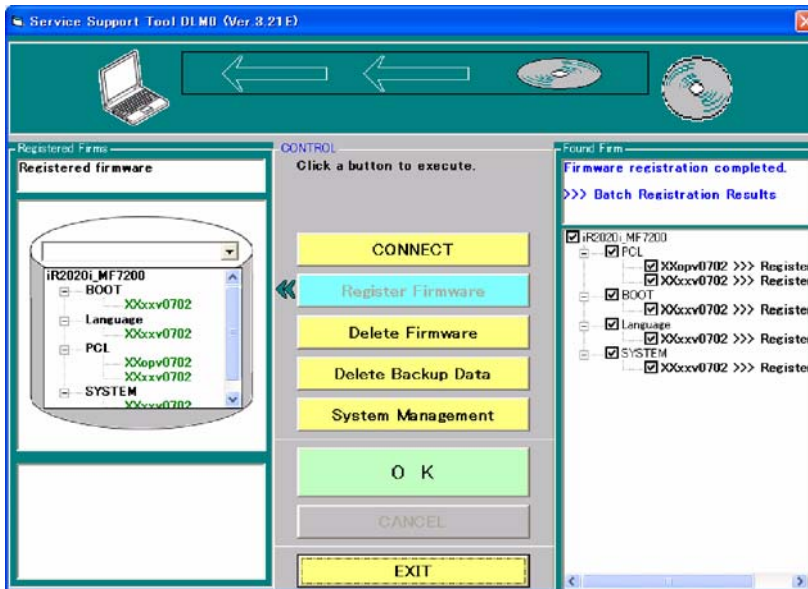 Service Support Tool DLM0 (Ver.3.21E)
Registered Firms
Registered firmware
iR2020i_MF7200
BOOT
XXxxv0702
Language
XXxxv0702
PCL
XXopv0702
XXxxv0702
SYSTEM
XXxxv0702
CONTROL
Click a button to execute.
CONNECT
Register Firmware
Delete Firmware
Delete Backup Data
System Management
O K
CANCEL
EXIT
Found Firm
Firmware registration completed.
>>> Batch Registration Results
iR2020i_MF7200
PCL
XXopv0702 >>> Registe
XXxxv0702 >>> Registe
BOOT
XXxxv0702 >>> Registe
Language
XXxxv0702 >>> Registe
SYSTEM
XXxxv0702 >>> Registe